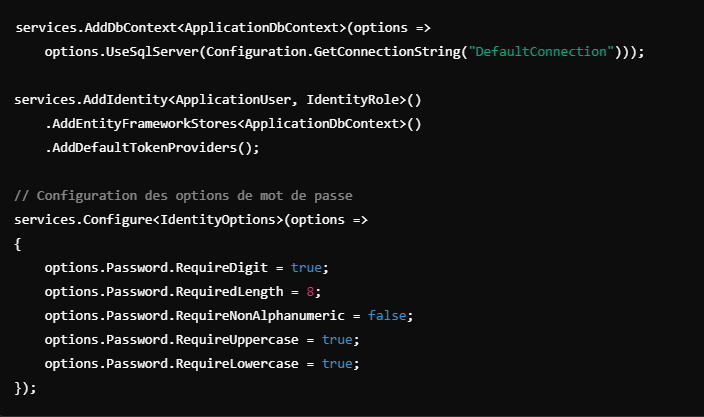 services.AddDbContext<ApplicationDbContext>(options =>
    options.UseSqlServer(Configuration.GetConnectionString("DefaultConnection")));

services.AddIdentity<ApplicationUser, IdentityRole>()
    .AddEntityFrameworkStores<ApplicationDbContext>()
    .AddDefaultTokenProviders();

// Configuration des options de mot de passe
services.Configure<IdentityOptions>(options =>
{
    options.Password.RequireDigit = true;
    options.Password.RequiredLength = 8;
    options.Password.RequireNonAlphanumeric = false;
    options.Password.RequireUppercase = true;
    options.Password.RequireLowercase = true;
});